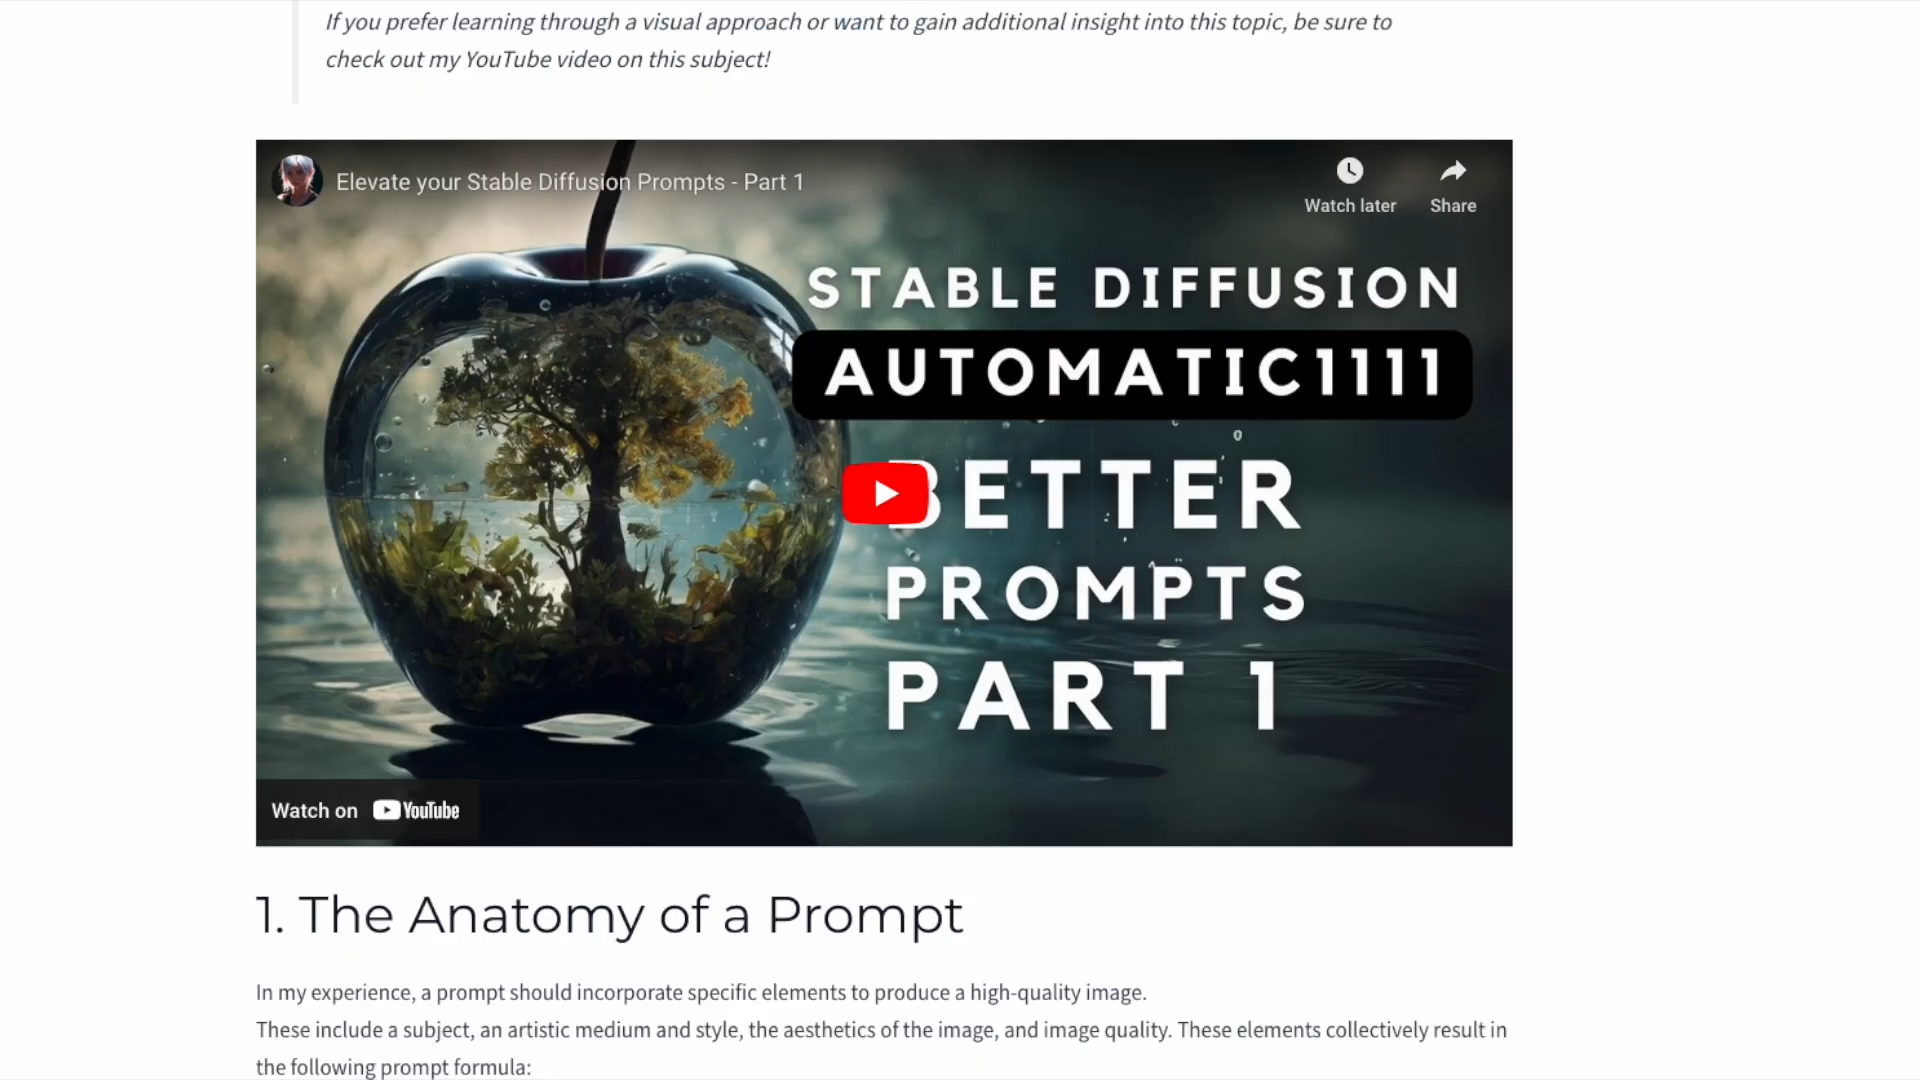 If you prefer learning through a visual approach or want to gain additional insight into this topic, be sure to
check out my YouTube video on this subject!
Elevate your Stable Diffusion Prompts - Part 1
Watch later
Share
STABLE DIFFUSION
AUTOMATIC1111
BETTER
PROMPTS
PART 1
Watch on YouTube
1. The Anatomy of a Prompt
In my experience, a prompt should incorporate specific elements to produce a high-quality image.
These include a subject, an artistic medium and style, the aesthetics of the image, and image quality. These elements collectively result in
the following prompt formula: